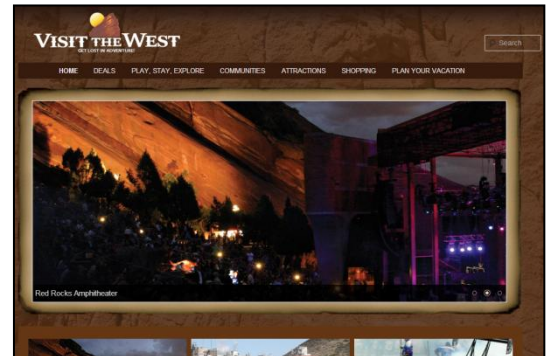 VISIT THE WEST
GET LOST IN ADVENTURE!
Search
HOME DEALS PLAY, STAY, EXPLORE COMMUNITIES ATTRACTIONS SHOPPING PLAN YOUR VACATION
Red Rocks Amphitheater